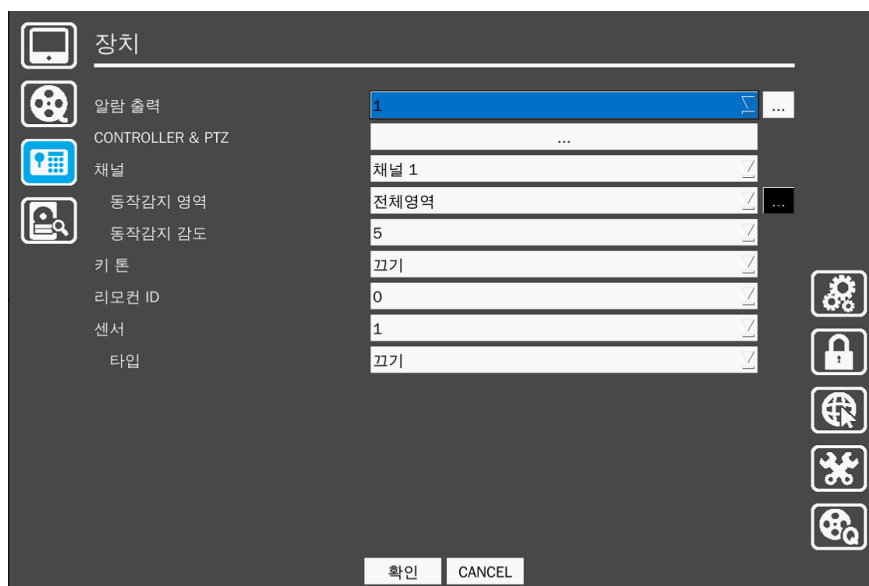 장치
알람 출력 1 ...
CONTROLLER & PTZ ...
채널 채널 1
동작감지 영역 전체영역 ...
동작감지 감도 5
키 톤 끄기
리모컨 ID 0
센서 1
타입 끄기
확인 CANCEL